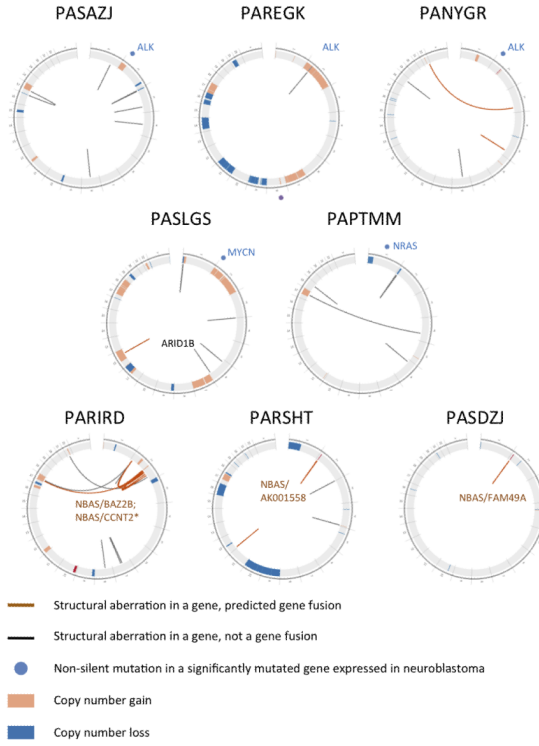 PASAZJ PAREGK PANYGR
ALK ALK ALK
PASLGS PAPTMM
MYCN NRAS
ARID1B
PARIRD PARSHT PASDZJ
NBAS/BAZ2B;
NBAS/CCNT2*
NBAS/
AK001558
NBAS/FAM49A
Structural aberration in a gene, predicted gene fusion
Structural aberration in a gene, not a gene fusion
Non-silent mutation in a significantly mutated gene expressed in neuroblastoma
Copy number gain
Copy number loss